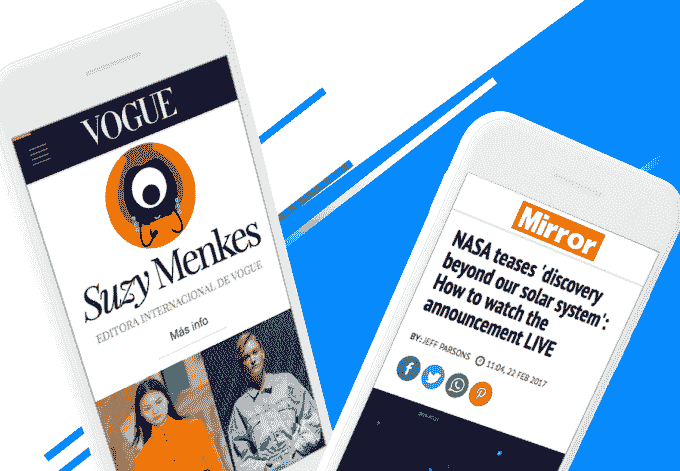 VOGUE
Suzy Menkes
EDITORA INTERNACIONAL DE VOGUE
Más info
Mirror
NASA teases 'discovery
beyond our solar system':
How to watch the
announcement LIVE
BY: JEFF PARSONS 11:04, 22 FEB 2017